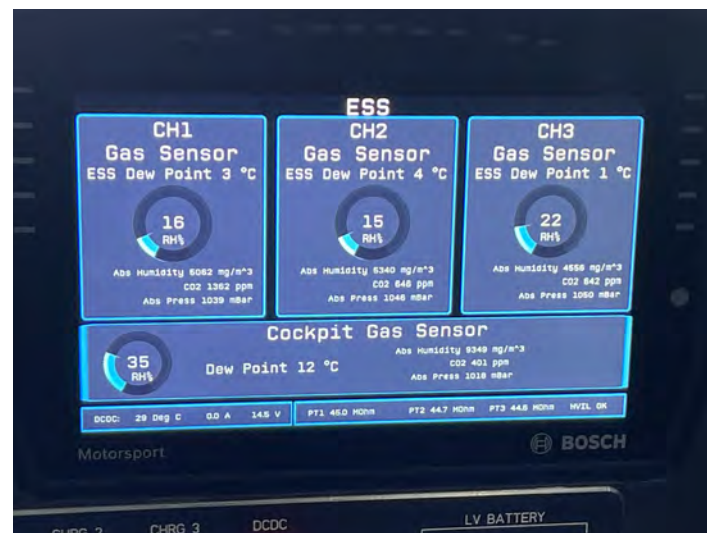 ESS
CH1
Gas Sensor
ESS Dew Point 3 °C
16
RH%
Abs Humidity 6062 mg/m^3
CO2 1362 ppm
Abs Press 1039 mBar
CH2
Gas Sensor
ESS Dew Point 4 °C
15
RH%
Abs Humidity 6340 mg/m^3
CO2 646 ppm
Abs Press 1046 mBar
CH3
Gas Sensor
ESS Dew Point 1 °C
22
RH%
Abs Humidity 4556 mg/m^3
CO2 642 ppm
Abs Press 1050 mBar
Cockpit Gas Sensor
35
RH%
Dew Point 12 °C
Abs Humidity 9349 mg/m^3
CO2 401 ppm
Abs Press 1018 mBar
DCDC: 29 Deg C 0.0 A 14.5 V
PT1 45.0 MOhm PT2 44.7 MOhm PT3 44.6 MOhm HVIL OK
Motorsport
BOSCH
CHRG 2 CHRG 3 DCDC LV BATTERY